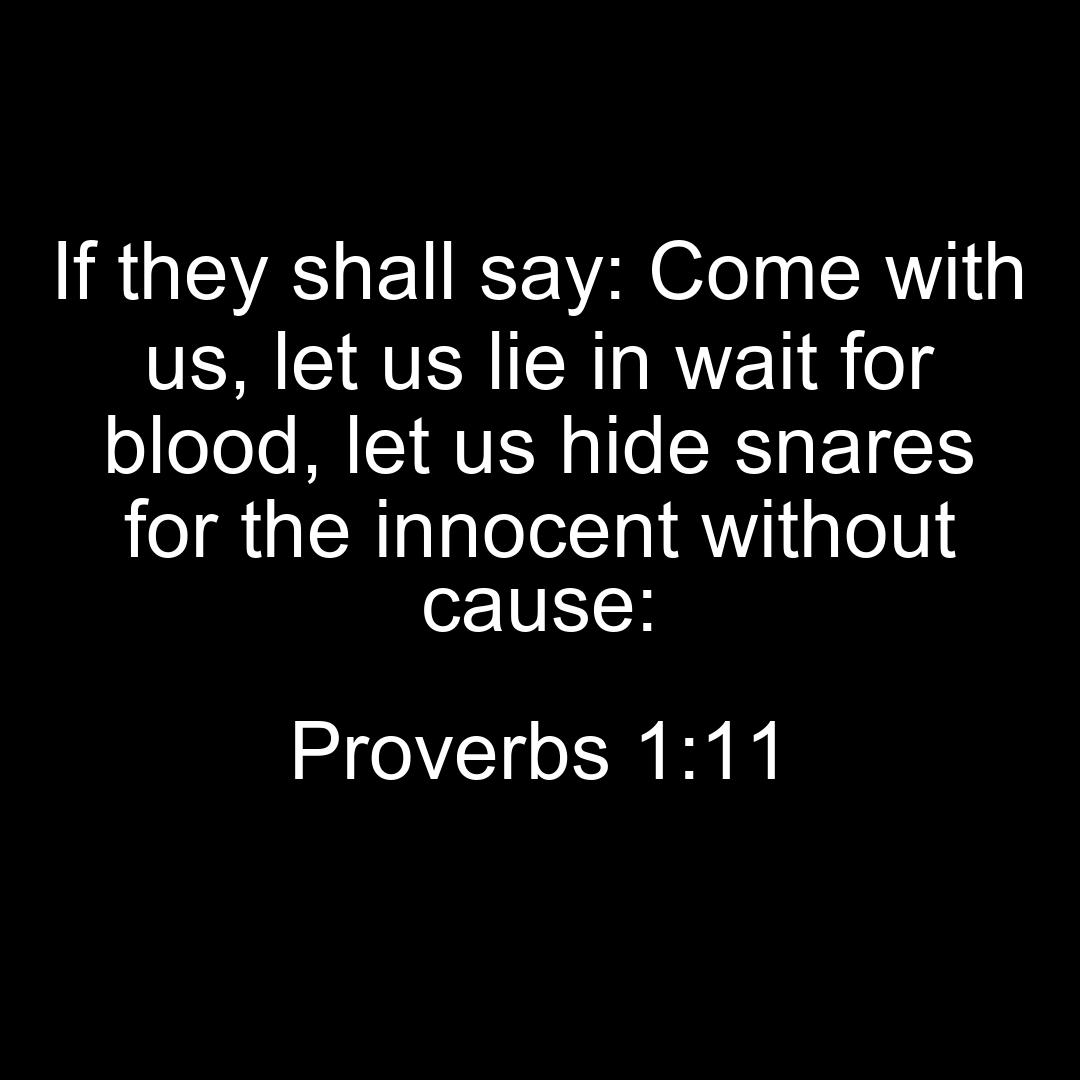 If they shall say: Come with
us, let us lie in wait for
blood, let us hide snares
for the innocent without
cause:
Proverbs 1:11